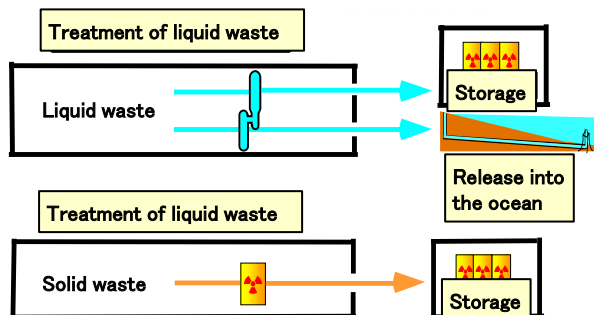 Treatment of liquid waste
Liquid waste
Storage
Release into
the ocean
Treatment of liquid waste
Solid waste
Storage